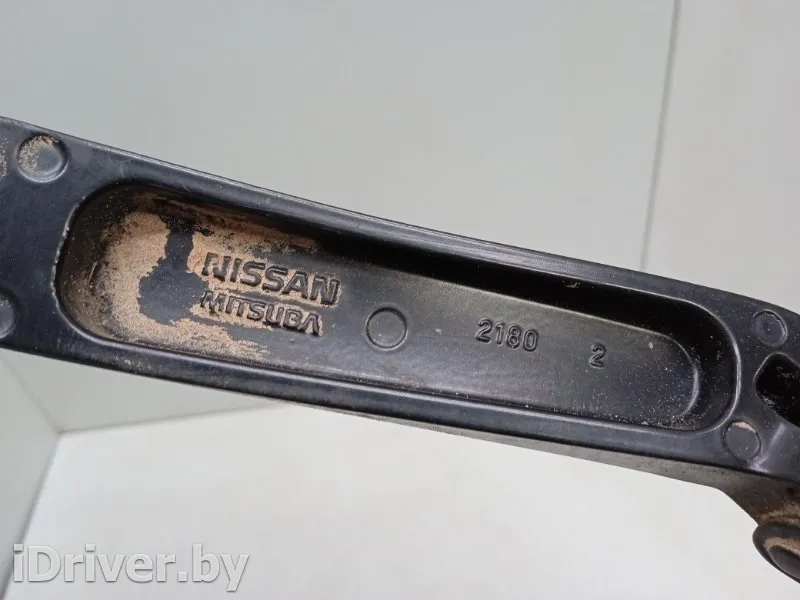 NISSAN
MITSUBA
2180 2
iDriver.by